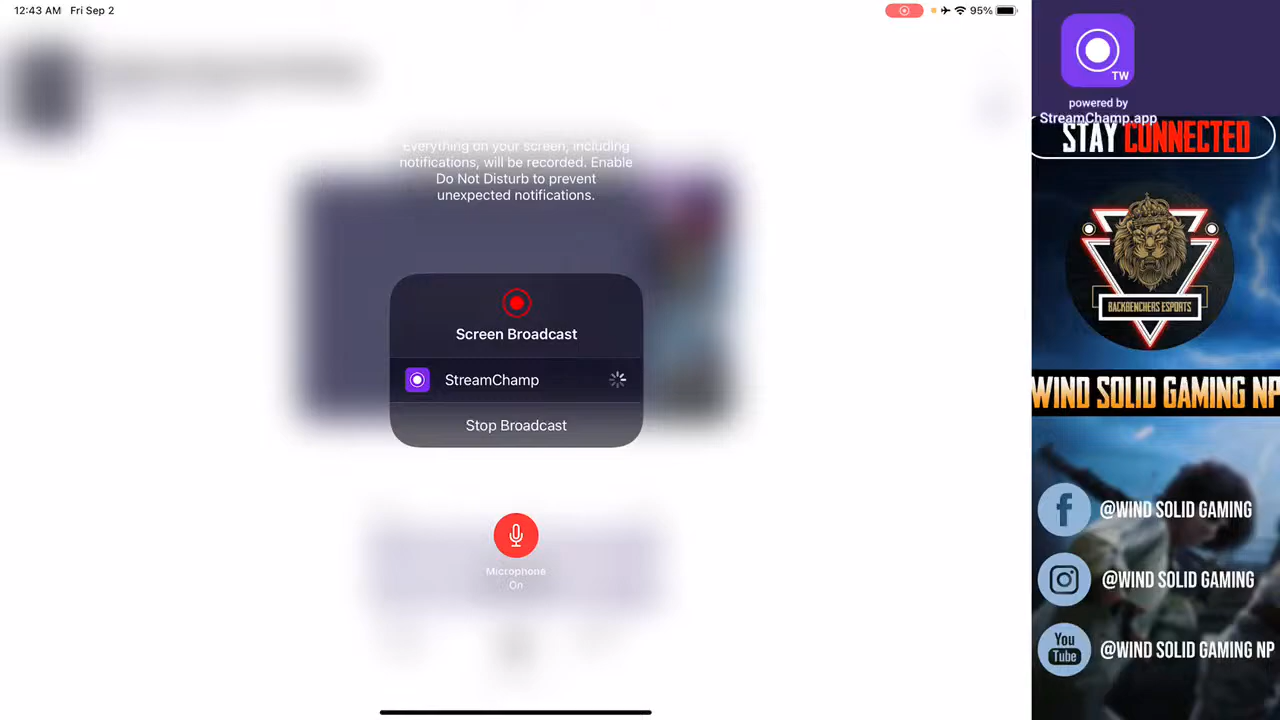 12:43 AM Fri Sep 2
95%
Everything on your screen, including
notifications, will be recorded. Enable
Do Not Disturb to prevent
unexpected notifications.
Screen Broadcast
StreamChamp
Stop Broadcast
Microphone
On
TW
powered by
StreamChamp.app
STAY CONNECTED
BACKBENCHERS ESPORTS
WIND SOLID GAMING NP
f @WIND SOLID GAMING
@WIND SOLID GAMING
You
Tube
@WIND SOLID GAMING NP